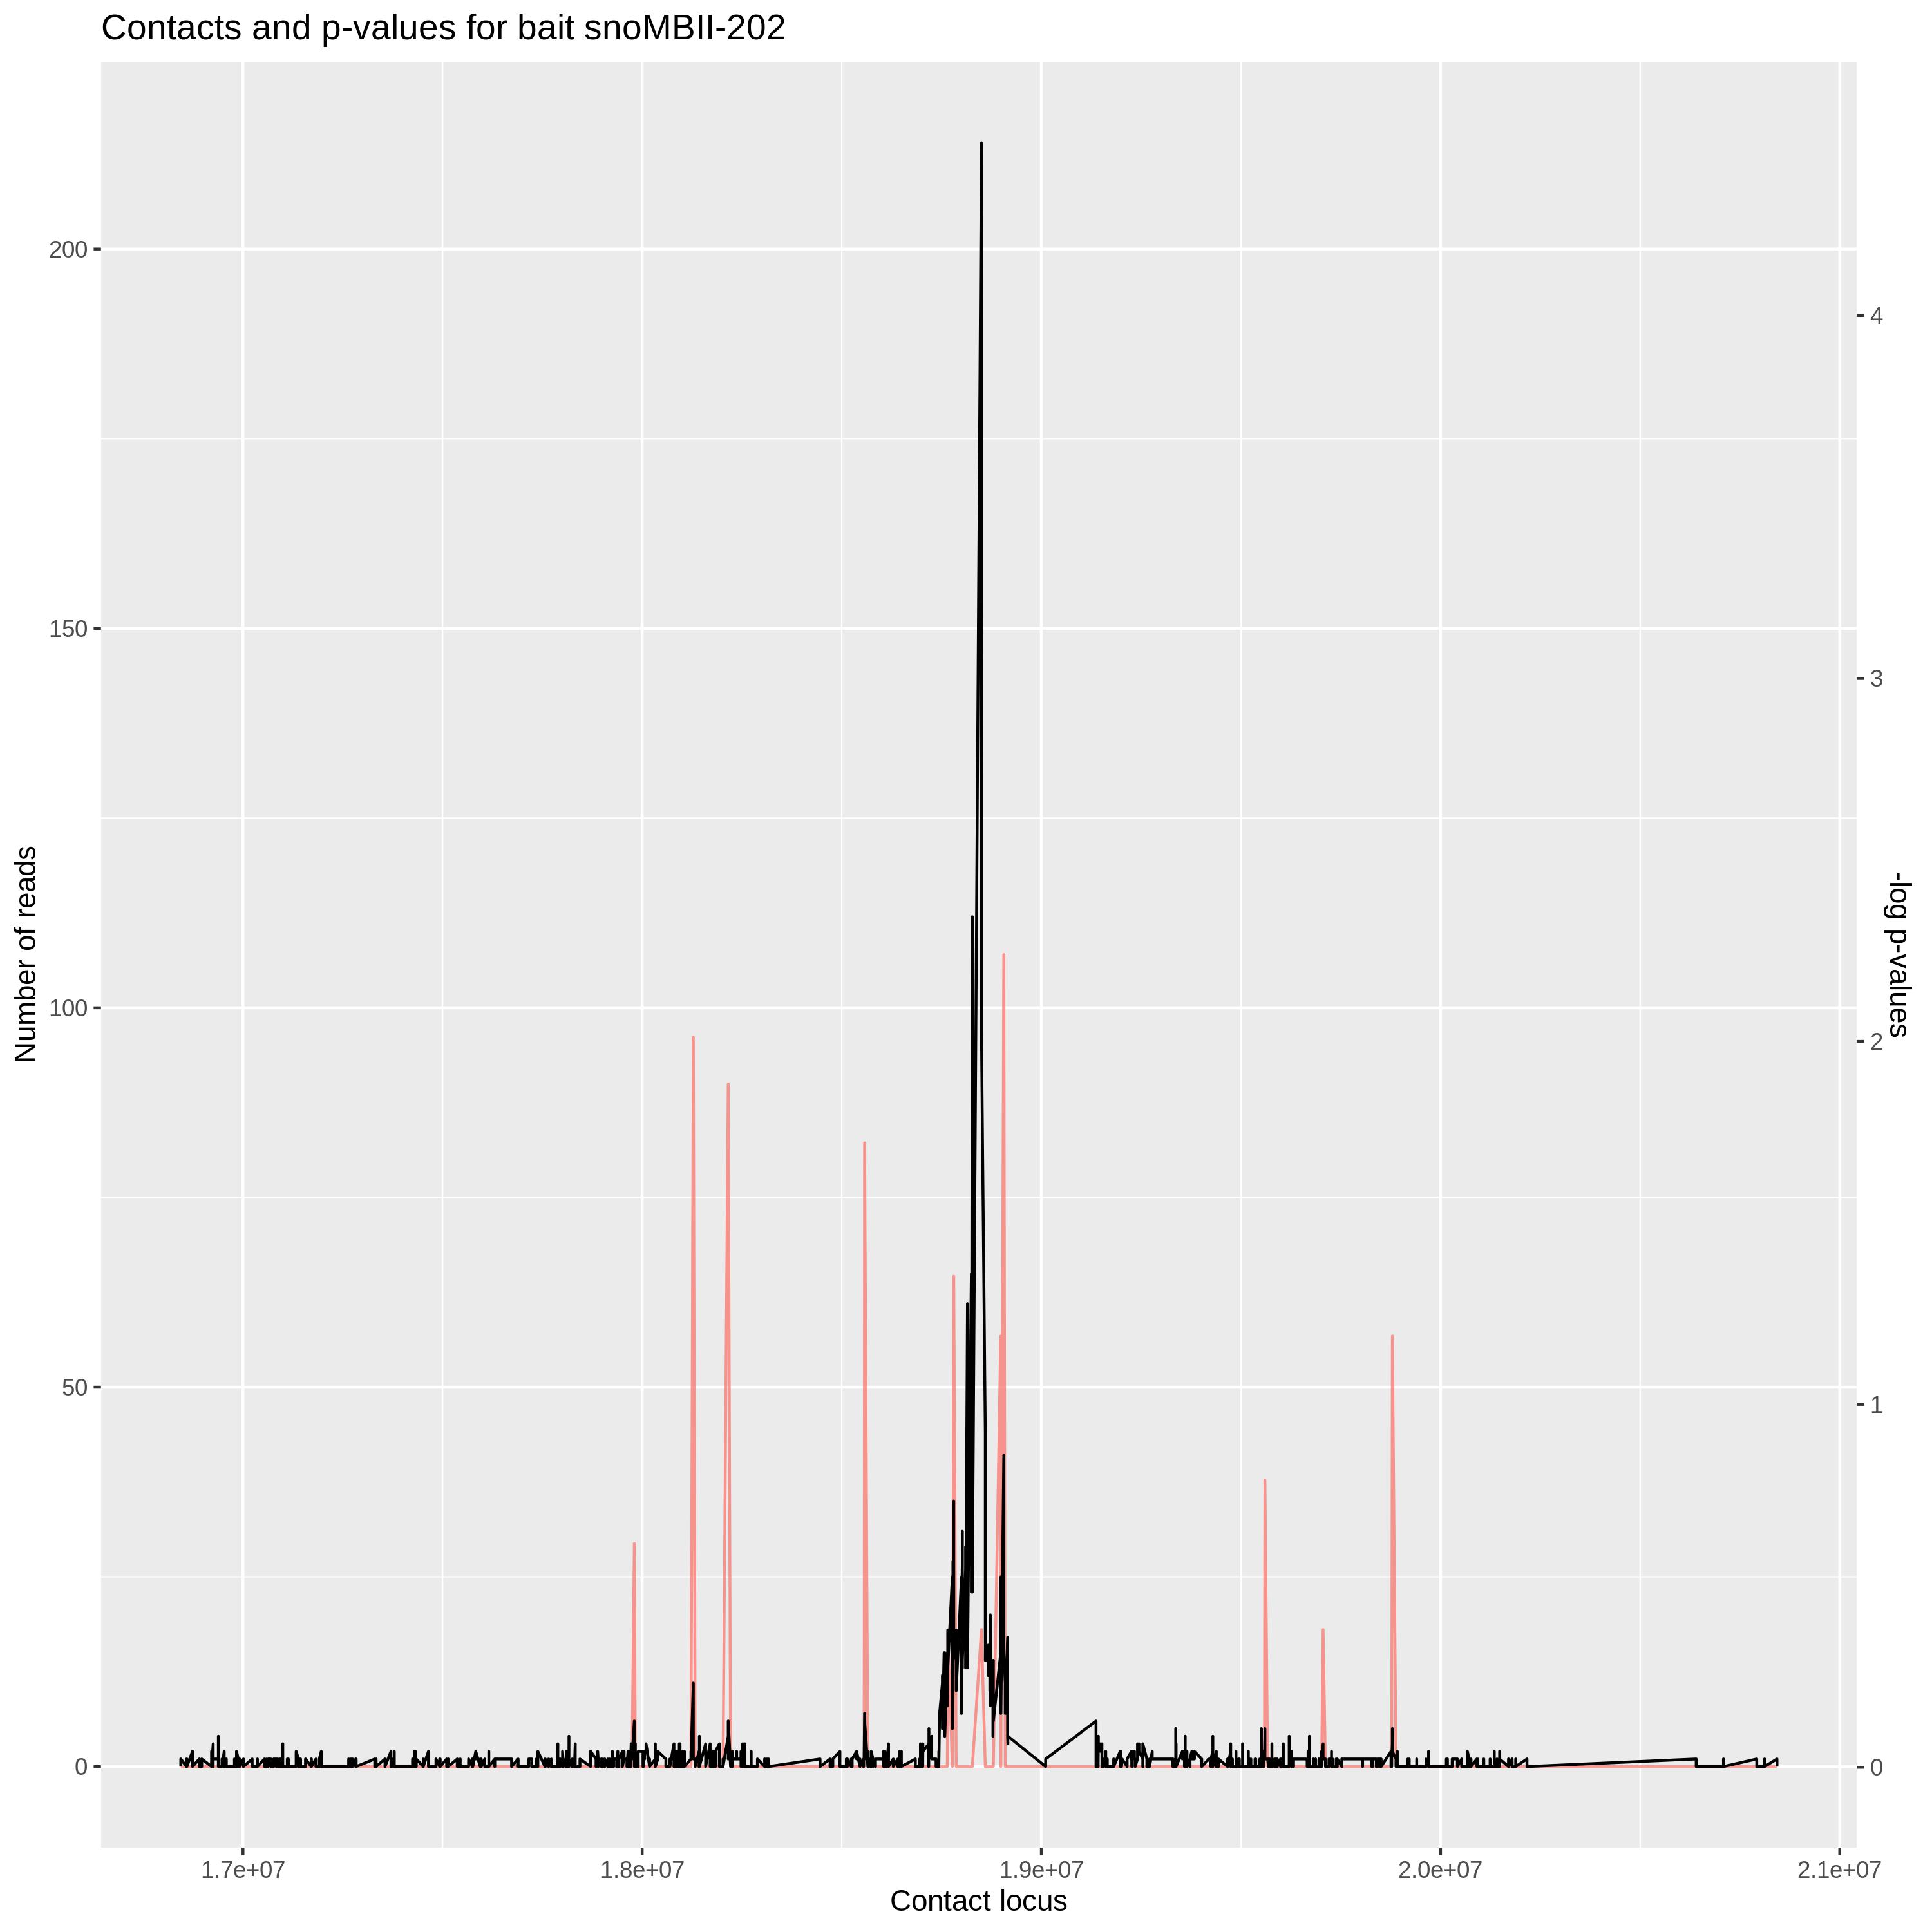 Contacts and p-values for bait snoMBII-202
Number of reads
200
150
100
50
0
4
3
2
1
0
-log p-values
1.7e+07
1.8e+07
1.9e+07
2.0e+07
2.1e+07
Contact locus